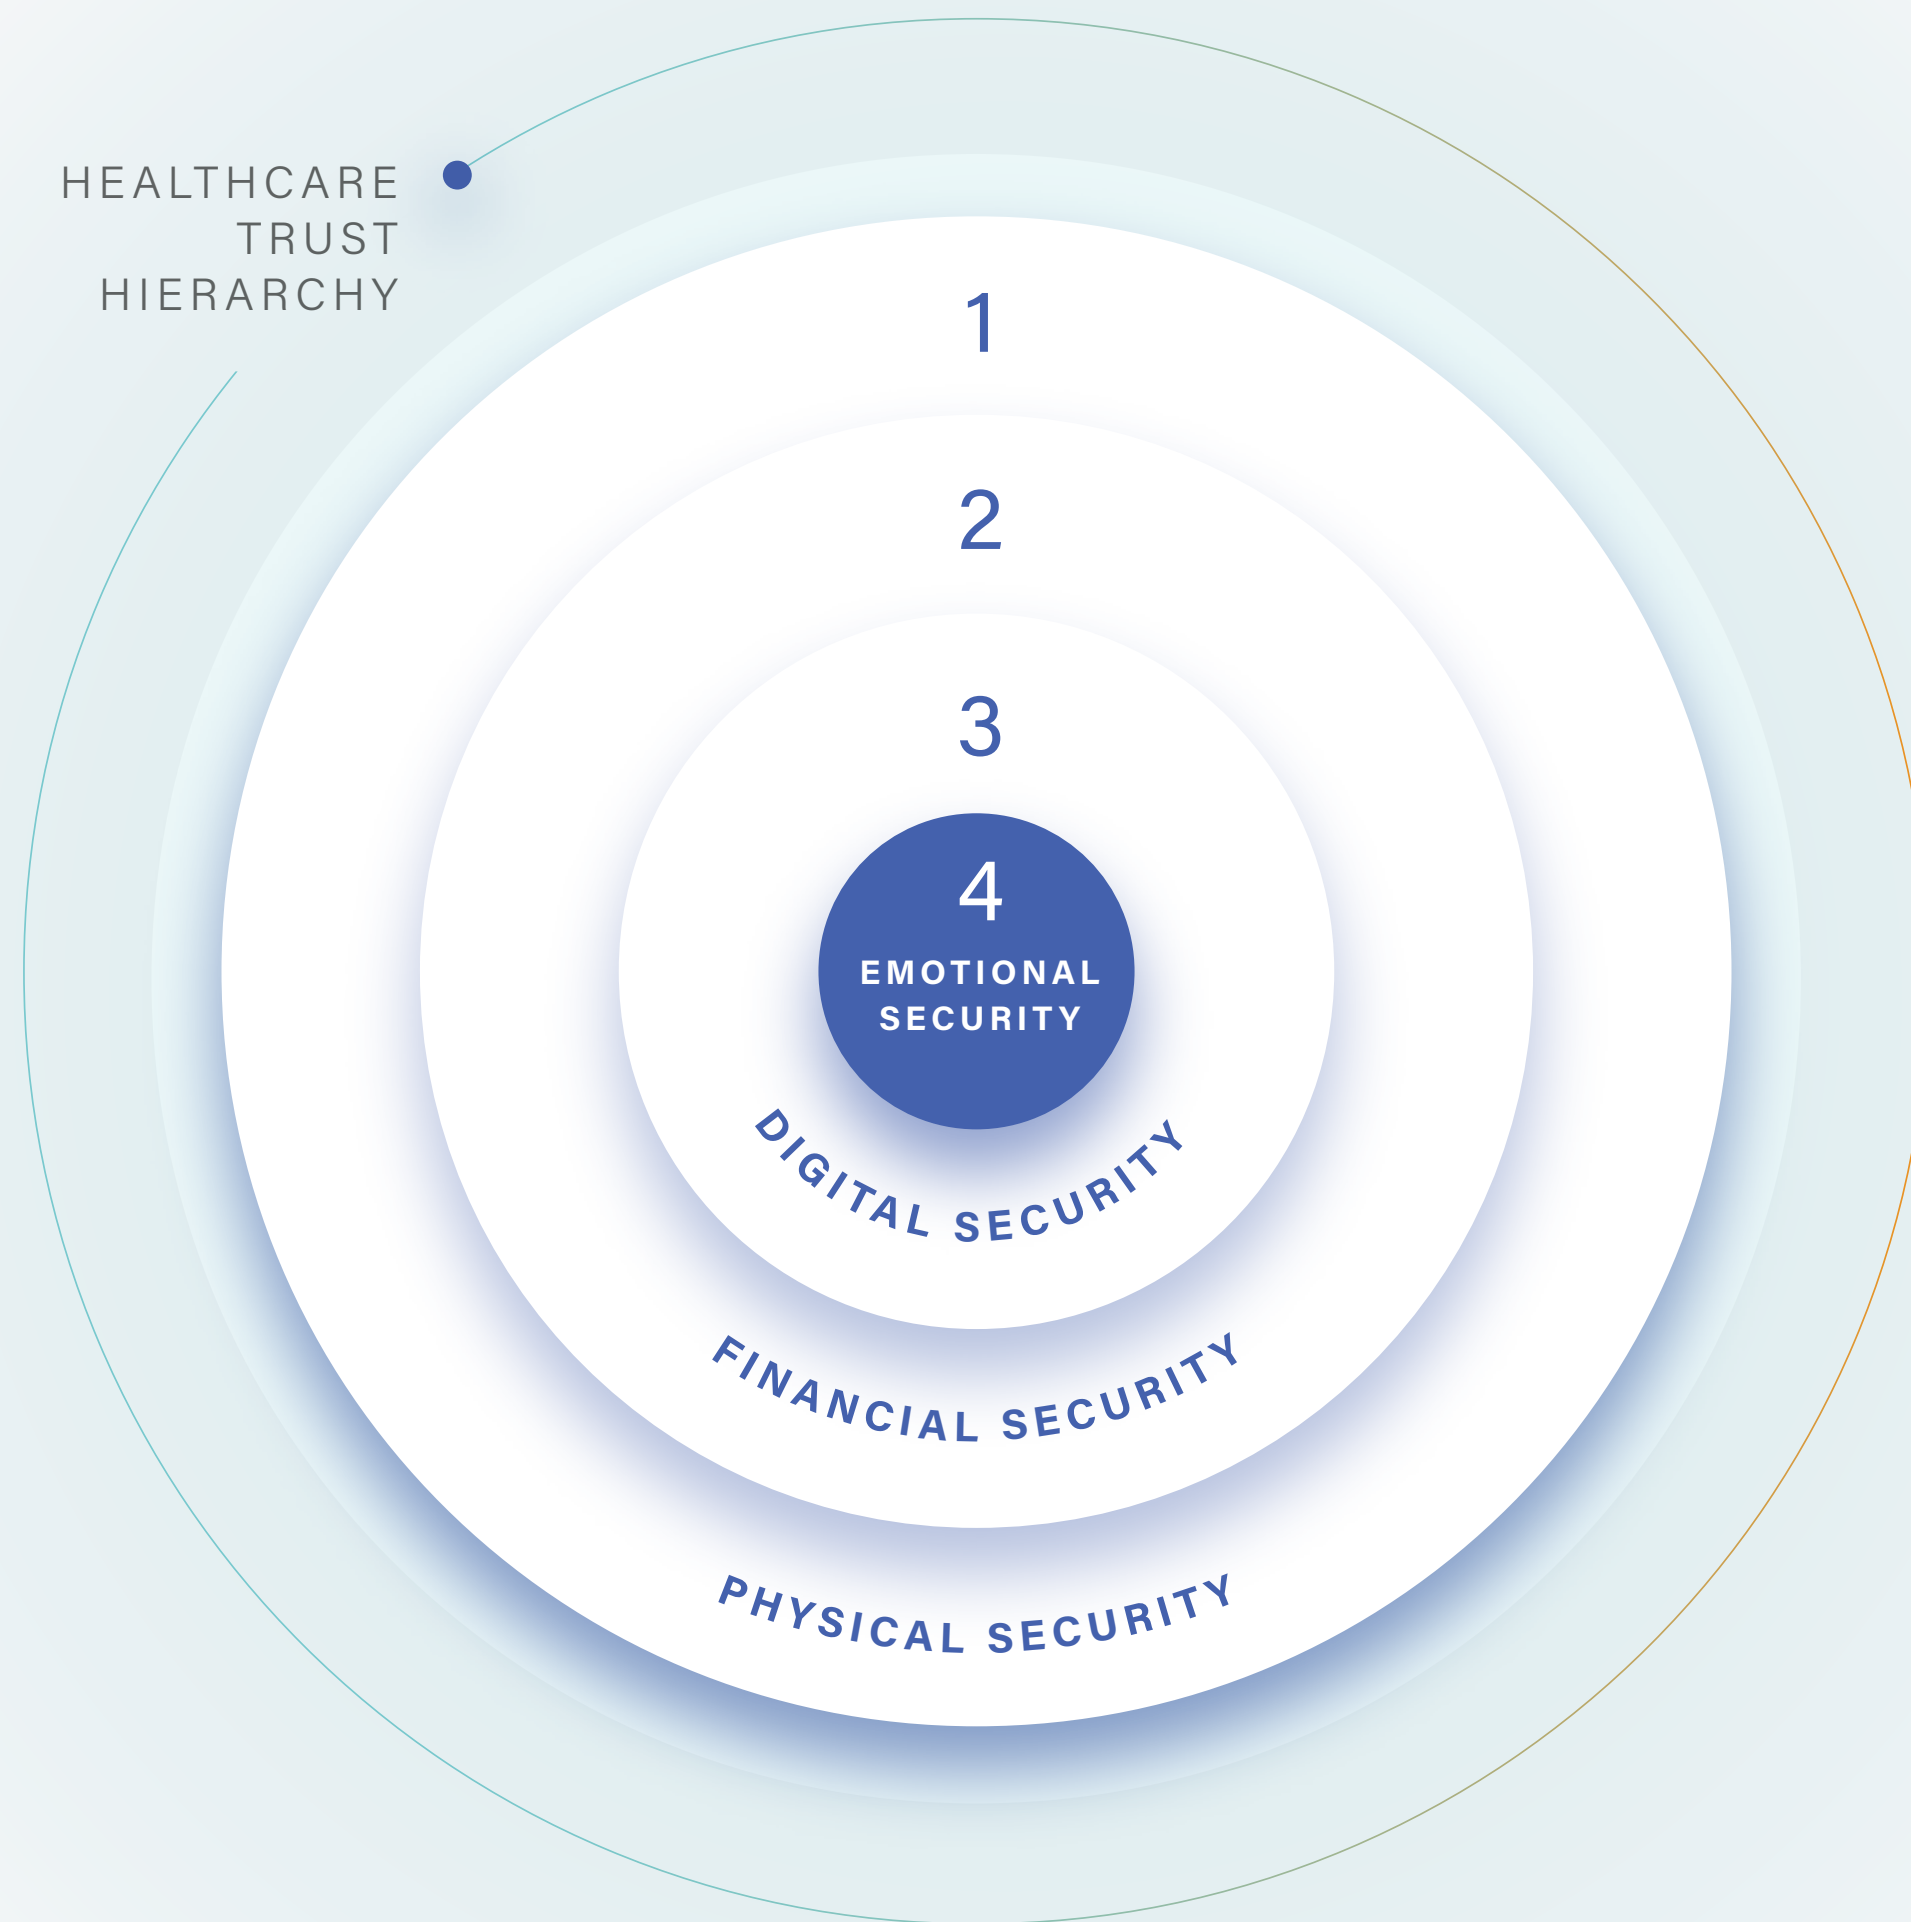 HEALTHCARE
TRUST
HIERARCHY
1
2
3
4
EMOTIONAL
SECURITY
DIGITAL SECURITY
FINANCIAL SECURITY
PHYSICAL SECURITY